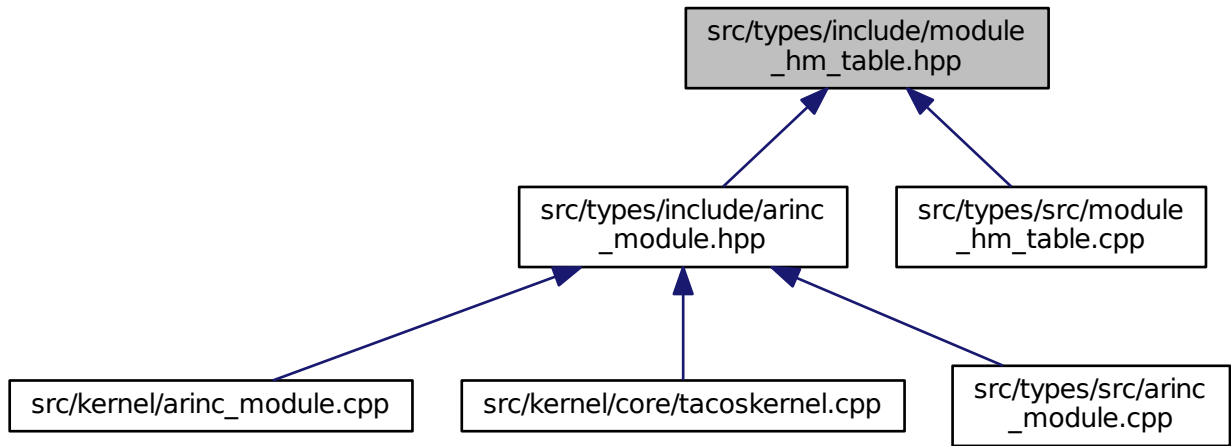 src/types/include/module
_hm_table.hpp
src/types/include/arinc
_module.hpp
src/types/src/module
_hm_table.cpp
src/kernel/arinc_module.cpp
src/kernel/core/tacoskernel.cpp
src/types/src/arinc
_module.cpp